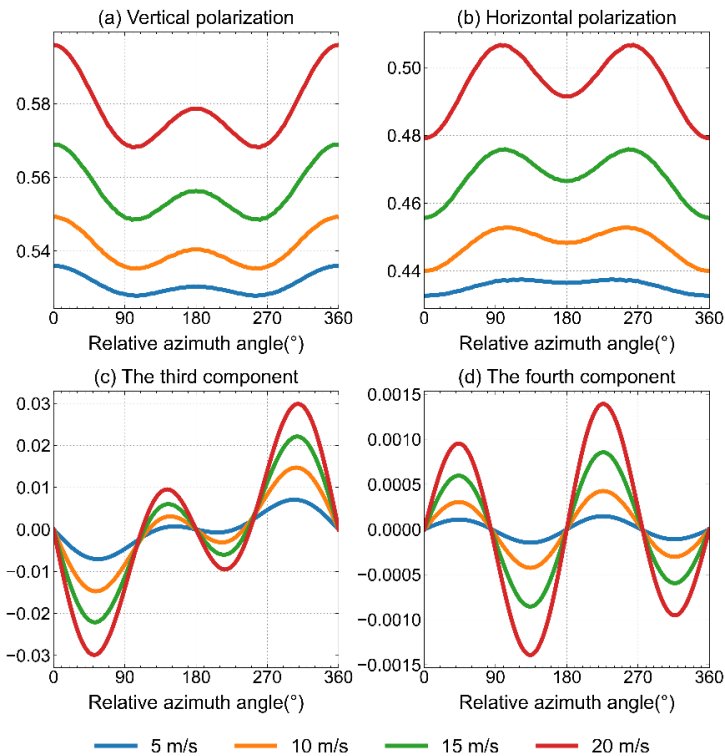 (a) Vertical polarization
(b) Horizontal polarization
0.58
0.56
0.54
0 90 180 270 360
Relative azimuth angle(°)
0.50
0.48
0.46
0.44
0 90 180 270 360
Relative azimuth angle(°)
(c) The third component
(d) The fourth component
0.03
0.02
0.01
0.00
−0.01
−0.02
−0.03
0 90 180 270 360
Relative azimuth angle(°)
0.0015
0.0010
0.0005
0.0000
−0.0005
−0.0010
−0.0015
0 90 180 270 360
Relative azimuth angle(°)
5 m/s 10 m/s 15 m/s 20 m/s